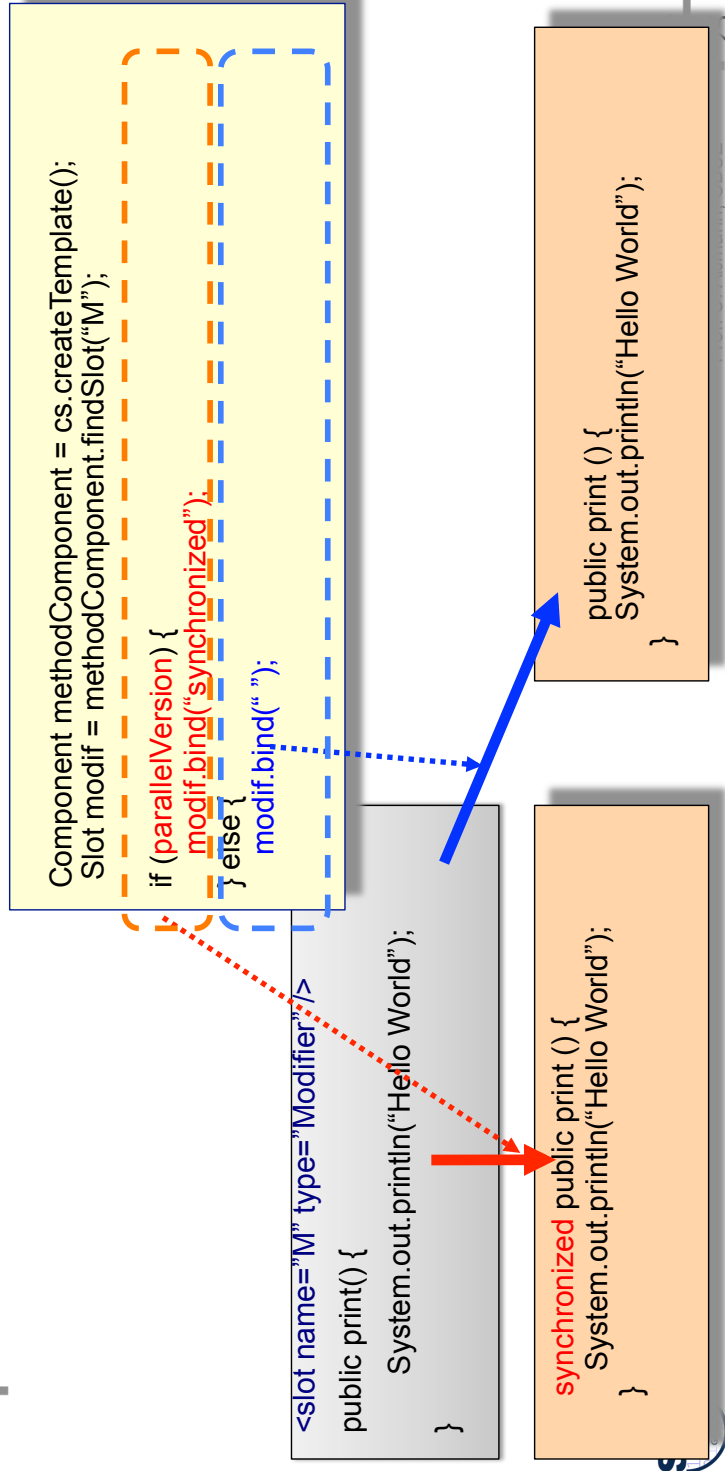 Component methodComponent = cs.createTemplate();
Slot modif = methodComponent.findSlot(“M”);
if (parallelVersion) {
modif.bind(“synchronized”);
} else {
modif.bind(“ ”);
}
<slot name=”M” type=”Modifier”/>
public print() {
System.out.println(“Hello World”);
}
synchronized public print () {
System.out.println(“Hello World”);
}
public print () {
System.out.println(“Hello World”);
}